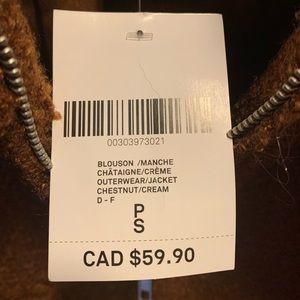 00303973021
BLOUSON /MANCHE
CHÂTAIGNE/CRÈME
OUTERWEAR/JACKET
CHESTNUT/CREAM
D - F
P
S
CAD $59.90